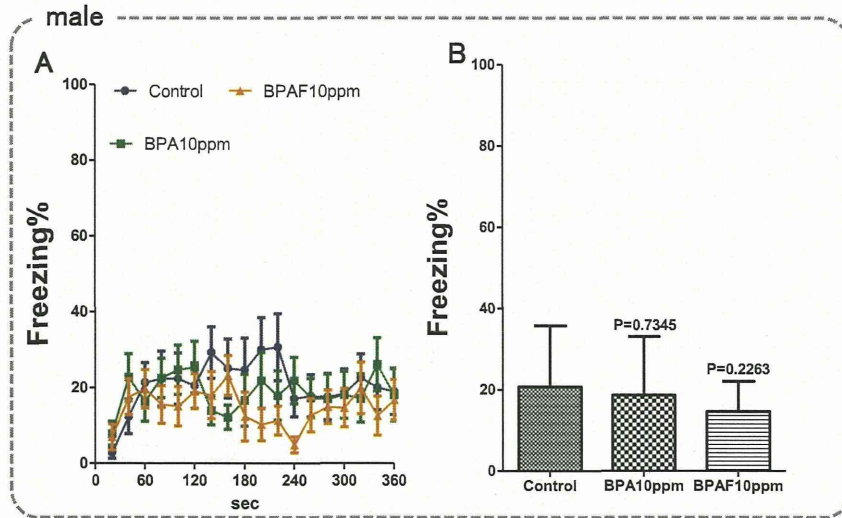 male
A
Control
BPAF10ppm
BPA10ppm
Freezing%
100
80
60
40
20
0
0
60
120
180
240
300
360
sec
B
Freezing%
100
80
60
40
20
0
P=0.7345
P=0.2263
Control
BPA10ppm
BPAF10ppm